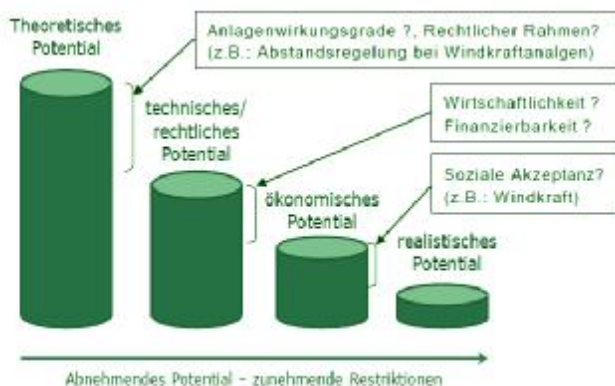 Theoretisches
Potential
Anlagenwirkungsgrade ?, Rechtlicher Rahmen?
(z.B.: Abstandsregelung bei Windkraftanalgen)
technisches/
rechtliches
Potential
Wirtschaftlichkeit ?
Finanzierbarkeit ?
ökonomisches
Potential
Soziale Akzeptanz?
(z.B.: Windkraft)
realistisches
Potential
Abnehmendes Potential – zunehmende Restriktionen